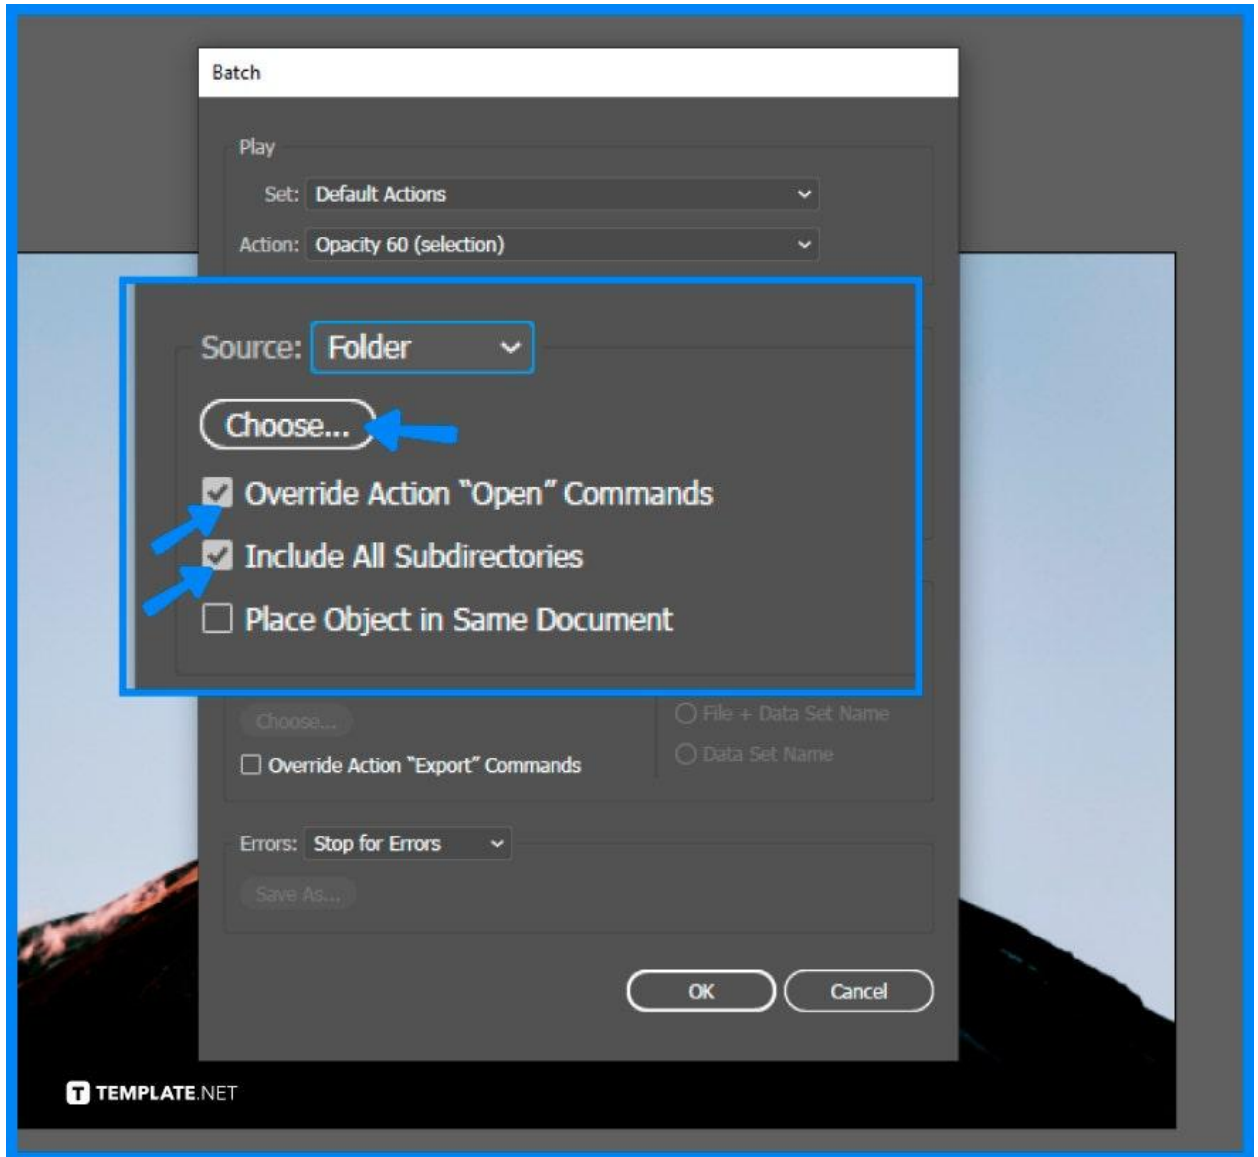 Batch
Play
Set: Default Actions
Action: Opacity 60 (selection)
Source: Folder
Choose...
Override Action “Open” Commands
Include All Subdirectories
Place Object in Same Document
Choose...
File + Data Set Name
Override Action “Export” Commands
Data Set Name
Errors: Stop for Errors
Save As...
OK
Cancel
T TEMPLATE.NET